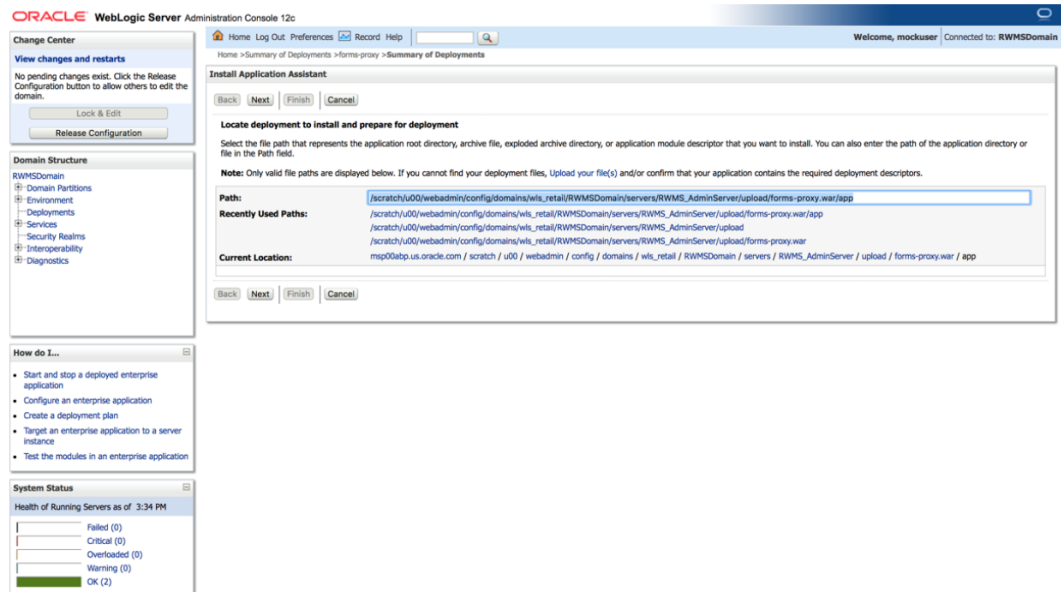 ORACLE WebLogic Server Administration Console 12c
Change Center
View changes and restarts
No pending changes exist. Click the Release
Configuration button to allow others to edit the
domain.
Lock & Edit
Release Configuration
Domain Structure
RWMSDomain
Domain Partitions
Environment
Deployments
Services
Security Realms
Interoperability
Diagnostics
How do I...
Start and stop a deployed enterprise
application
Configure an enterprise application
Create a deployment plan
Target an enterprise application to a server
instance
Test the modules in an enterprise application
System Status
Health of Running Servers as of 3:34 PM
Failed (0)
Critical (0)
Overloaded (0)
Warning (0)
OK (2)
Home Log Out Preferences Record Help
Welcome, mockuser Connected to: RWMSDomain
Home >Summary of Deployments >forms-proxy >Summary of Deployments
Install Application Assistant
Back Next Finish Cancel
Locate deployment to install and prepare for deployment
Select the file path that represents the application root directory, archive file, exploded archive directory, or application module descriptor that you want to install. You can also enter the path of the application directory or
file in the Path field.
Note: Only valid file paths are displayed below. If you cannot find your deployment files, Upload your file(s) and/or confirm that your application contains the required deployment descriptors.
Path: /scratch/u00/webadmin/config/domains/wls_retail/RWMSDomain/servers/RWMS_AdminServer/upload/forms-proxy.war/app
Recently Used Paths: /scratch/u00/webadmin/config/domains/wls_retail/RWMSDomain/servers/RWMS_AdminServer/upload/forms-proxy.war/app
/scratch/u00/webadmin/config/domains/wls_retail/RWMSDomain/servers/RWMS_AdminServer/upload
/scratch/u00/webadmin/config/domains/wls_retail/RWMSDomain/servers/RWMS_AdminServer/upload/forms-proxy.war
Current Location: msp00abp.us.oracle.com / scratch / u00 / webadmin / config / domains / wls_retail / RWMSDomain / servers / RWMS_AdminServer / upload / forms-proxy.war / app
Back Next Finish Cancel